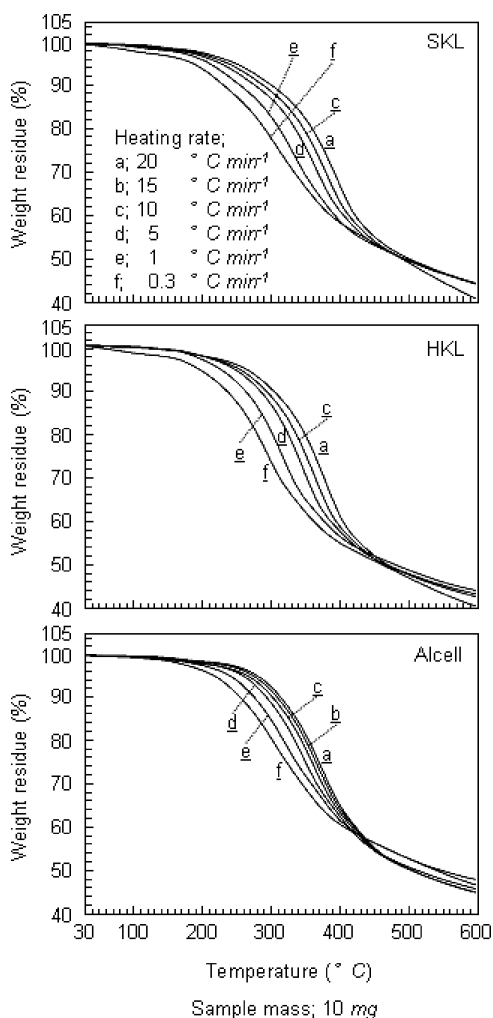 105
100
90
80
70
60
50
40
Weight residue (%)
SKL
e
f
c
a
d
Heating rate;
a; 20 ° C min⁻¹
b; 15 ° C min⁻¹
c; 10 ° C min⁻¹
d; 5 ° C min⁻¹
e; 1 ° C min⁻¹
f; 0.3 ° C min⁻¹
105
100
90
80
70
60
50
40
Weight residue (%)
HKL
c
a
d
e
f
105
100
90
80
70
60
50
40
Weight residue (%)
Alcell
c
b
d
a
e
f
30 100 200 300 400 500 600
Temperature (° C)
Sample mass; 10 mg